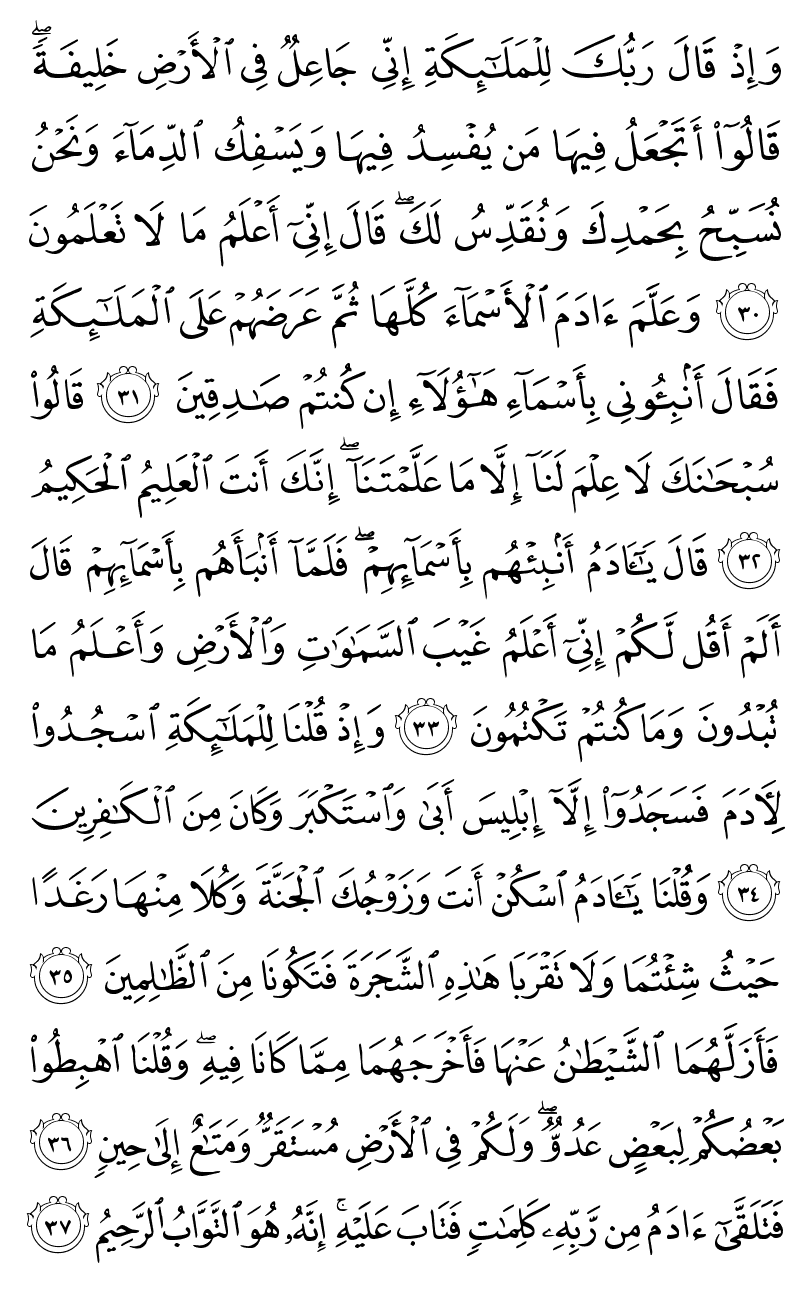 وَإِذْ قَالَ رَبُّكَ لِلْمَلَـٰٓئِكَةِ إِنِّى جَاعِلٌ فِى ٱلْأَرْضِ خَلِيفَةً ۖ
قَالُوٓا۟ أَتَجْعَلُ فِيهَا مَن يُفْسِدُ فِيهَا وَيَسْفِكُ ٱلدِّمَآءَ وَنَحْنُ
نُسَبِّحُ بِحَمْدِكَ وَنُقَدِّسُ لَكَ ۖ قَالَ إِنِّىٓ أَعْلَمُ مَا لَا تَعْلَمُونَ
٣٠ وَعَلَّمَ ءَادَمَ ٱلْأَسْمَآءَ كُلَّهَا ثُمَّ عَرَضَهُمْ عَلَى ٱلْمَلَـٰٓئِكَةِ
فَقَالَ أَنۢبِـُٔونِى بِأَسْمَآءِ هَـٰٓؤُلَآءِ إِن كُنتُمْ صَـٰدِقِينَ ٣١ قَالُوا۟
سُبْحَـٰنَكَ لَا عِلْمَ لَنَآ إِلَّا مَا عَلَّمْتَنَآ ۖ إِنَّكَ أَنتَ ٱلْعَلِيمُ ٱلْحَكِيمُ
٣٢ قَالَ يَـٰٓـَٔادَمُ أَنۢبِئْهُم بِأَسْمَآئِهِمْ ۖ فَلَمَّآ أَنۢبَأَهُم بِأَسْمَآئِهِمْ قَالَ
أَلَمْ أَقُل لَّكُمْ إِنِّىٓ أَعْلَمُ غَيْبَ ٱلسَّمَـٰوَٰتِ وَٱلْأَرْضِ وَأَعْلَمُ مَا
تُبْدُونَ وَمَا كُنتُمْ تَكْتُمُونَ ٣٣ وَإِذْ قُلْنَا لِلْمَلَـٰٓئِكَةِ ٱسْجُدُوا۟
لِـَٔادَمَ فَسَجَدُوٓا۟ إِلَّآ إِبْلِيسَ أَبَىٰ وَٱسْتَكْبَرَ وَكَانَ مِنَ ٱلْكَـٰفِرِينَ
٣٤ وَقُلْنَا يَـٰٓـَٔادَمُ ٱسْكُنْ أَنتَ وَزَوْجُكَ ٱلْجَنَّةَ وَكُلَا مِنْهَا رَغَدًا
حَيْثُ شِئْتُمَا وَلَا تَقْرَبَا هَـٰذِهِ ٱلشَّجَرَةَ فَتَكُونَا مِنَ ٱلظَّـٰلِمِينَ ٣٥
فَأَزَلَّهُمَا ٱلشَّيْطَـٰنُ عَنْهَا فَأَخْرَجَهُمَا مِمَّا كَانَا فِيهِ ۖ وَقُلْنَا ٱهْبِطُوا۟
بَعْضُكُمْ لِبَعْضٍ عَدُوٌّ ۖ وَلَكُمْ فِى ٱلْأَرْضِ مُسْتَقَرٌّ وَمَتَـٰعٌ إِلَىٰ حِينٍ ٣٦
فَتَلَقَّىٰٓ ءَادَمُ مِن رَّبِّهِۦ كَلِمَـٰتٍ فَتَابَ عَلَيْهِ ۚ إِنَّهُۥ هُوَ ٱلتَّوَّابُ ٱلرَّحِيمُ ٣٧